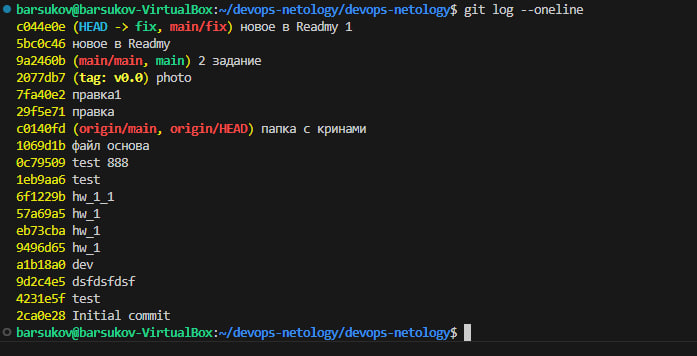 barsukov@barsukov-VirtualBox:~/devops-netology/devops-netology$ git log --oneline
c044e0e (HEAD -> fix, main/fix) новое в Readmy 1
5bc0c46 новое в Readmy
9a2460b (main/main, main) 2 задание
2077db7 (tag: v0.0) photo
7fa40e2 правка1
29f5e71 правка
c0140fd (origin/main, origin/HEAD) папка с кринами
1069d1b файл основа
0c79509 test 888
1eb9aa6 test
6f1229b hw_1_1
57a69a5 hw_1
eb73cba hw_1
9496d65 hw_1
a1b18a0 dev
9d2c4e5 dsfdsfdsf
4231e5f test
2ca0e28 Initial commit
barsukov@barsukov-VirtualBox:~/devops-netology/devops-netology$